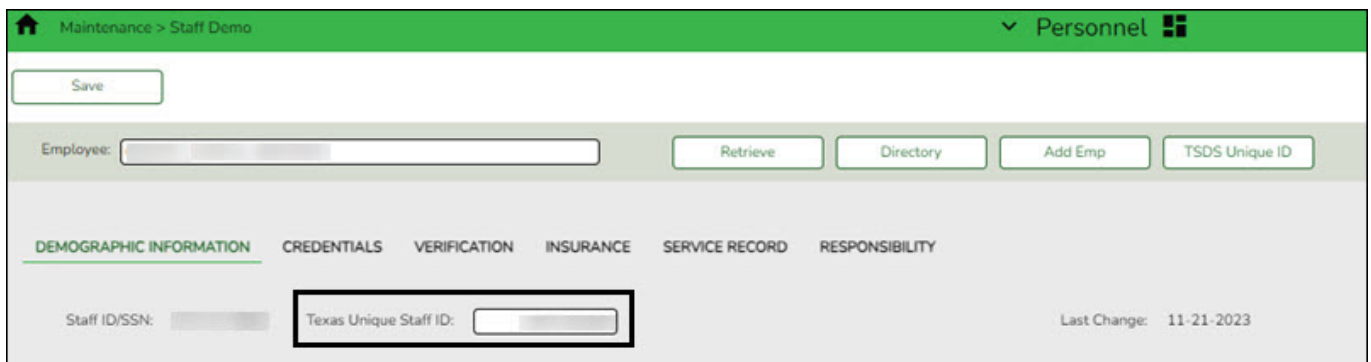 Maintenance > Staff Demo Personnel
Save
Employee: Retrieve Directory Add Emp TSDS Unique ID
DEMOGRAPHIC INFORMATION CREDENTIALS VERIFICATION INSURANCE SERVICE RECORD RESPONSIBILITY
Staff ID/SSN: Texas Unique Staff ID: Last Change: 11-21-2023